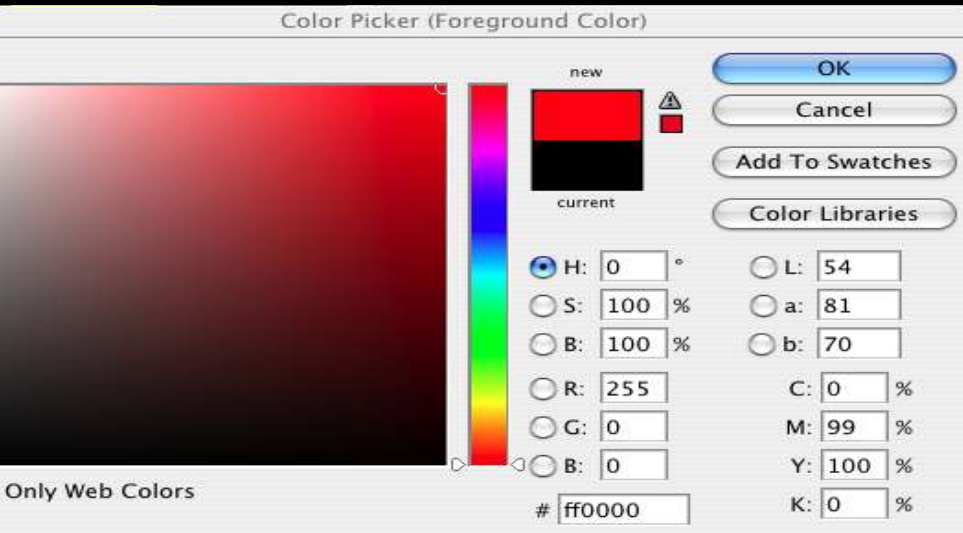 Color Picker (Foreground Color)
new
current
OK
Cancel
Add To Swatches
Color Libraries
H: 0 °
S: 100 %
B: 100 %
R: 255
G: 0
B: 0
# ff0000
L: 54
a: 81
b: 70
C: 0 %
M: 99 %
Y: 100 %
K: 0 %
Only Web Colors